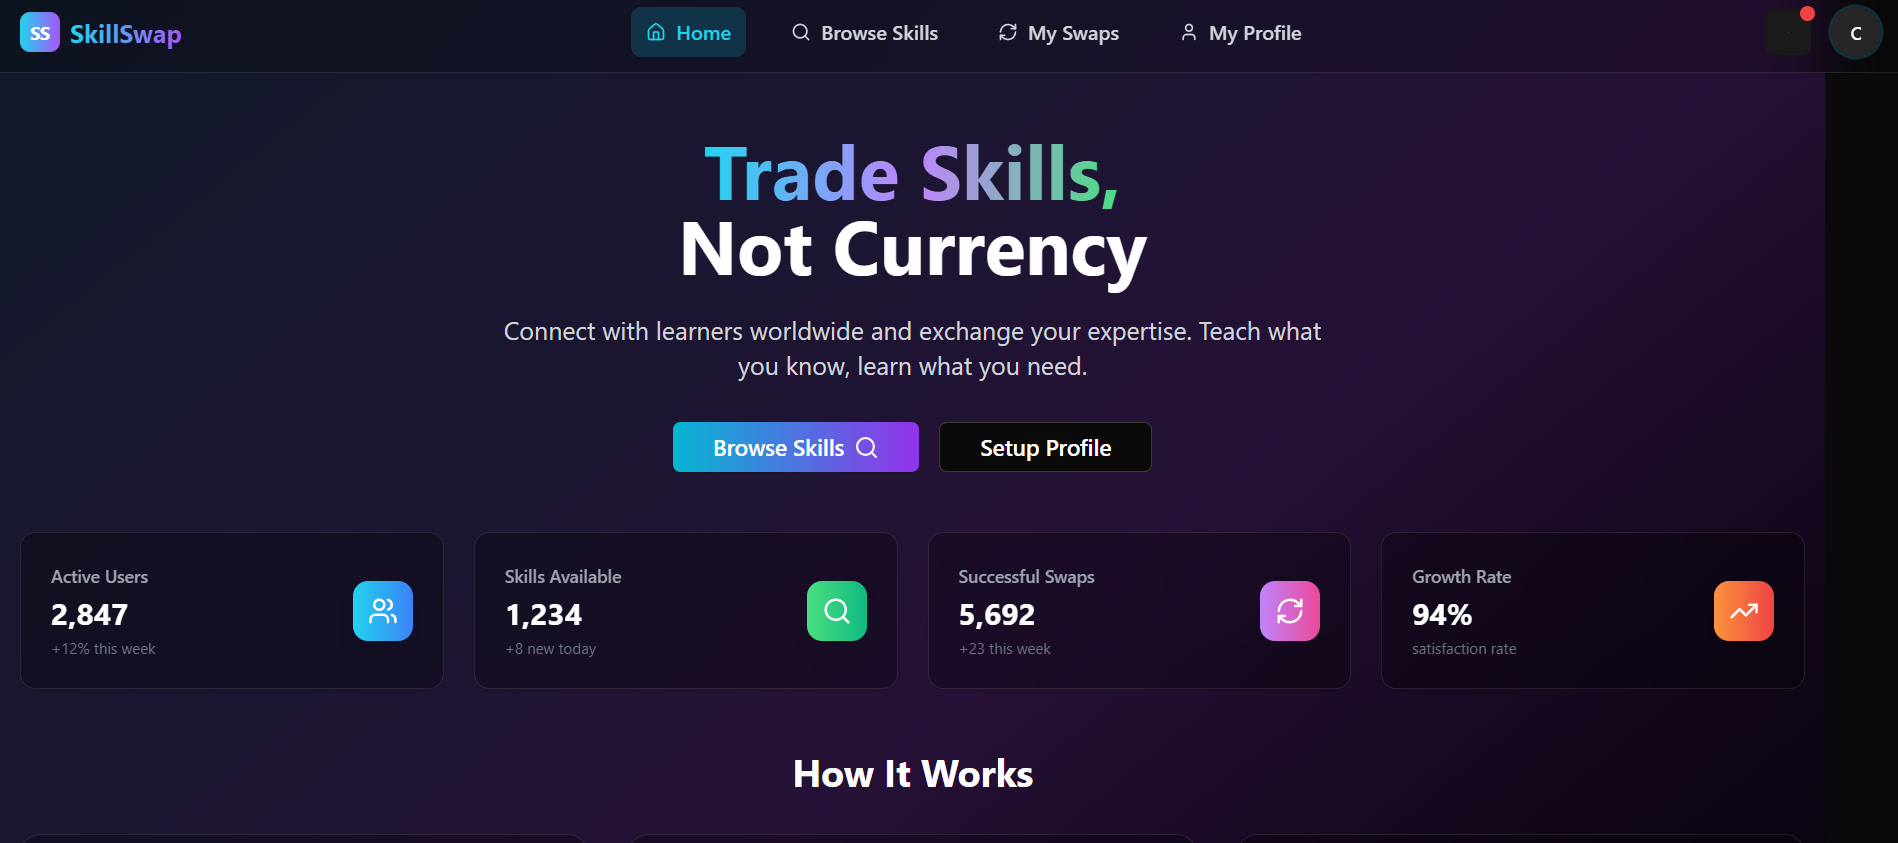 SS SkillSwap
Home
Browse Skills
My Swaps
My Profile
C
Trade Skills,
Not Currency
Connect with learners worldwide and exchange your expertise. Teach what
you know, learn what you need.
Browse Skills
Setup Profile
Active Users
2,847
+12% this week
Skills Available
1,234
+8 new today
Successful Swaps
5,692
+23 this week
Growth Rate
94%
satisfaction rate
How It Works